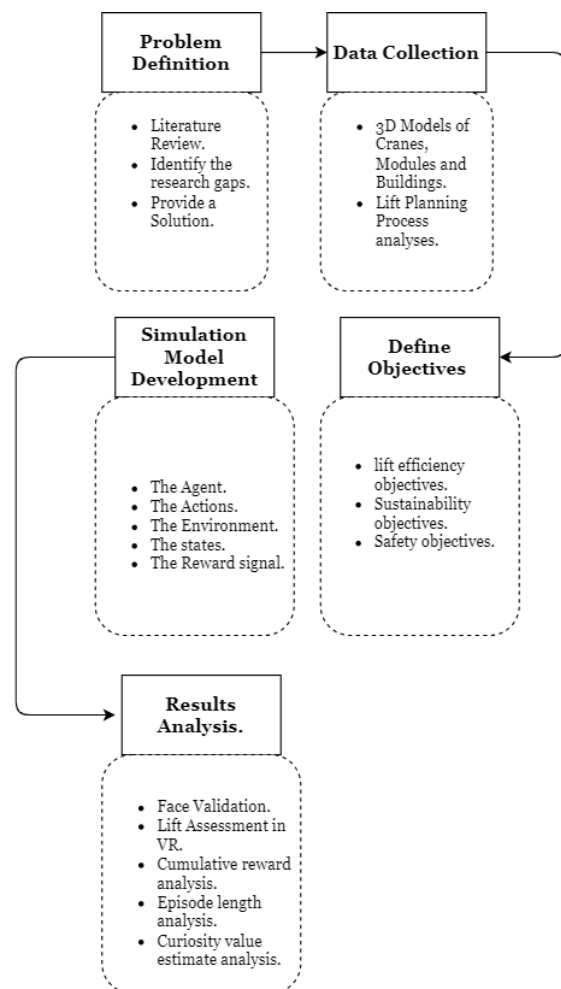 Problem
Definition
• Literature
Review.
• Identify the
research gaps.
• Provide a
Solution.
Data Collection
• 3D Models of
Cranes,
Modules and
Buildings.
• Lift Planning
Process
analyses.
Define
Objectives
• lift efficiency
objectives.
• Sustainability
objectives.
• Safety objectives.
Simulation
Model
Development
• The Agent.
• The Actions.
• The Environment.
• The states.
• The Reward signal.
Results
Analysis.
• Face Validation.
• Lift Assessment in
VR.
• Cumulative reward
analysis.
• Episode length
analysis.
• Curiosity value
estimate analysis.